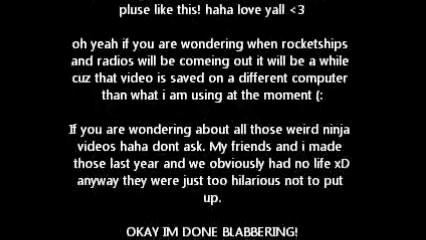 pluse like this! haha love yall <3
oh yeah if you are wondering when rocketships
and radios will be comeing out it will be a while
cuz that video is saved on a different computer
than what i am using at the moment (:
If you are wondering about all those weird ninja
videos haha dont ask. My friends and i made
those last year and we obviously had no life xD
anyway they were just too hilarious not to put
up.
OKAY IM DONE BLABBERING!